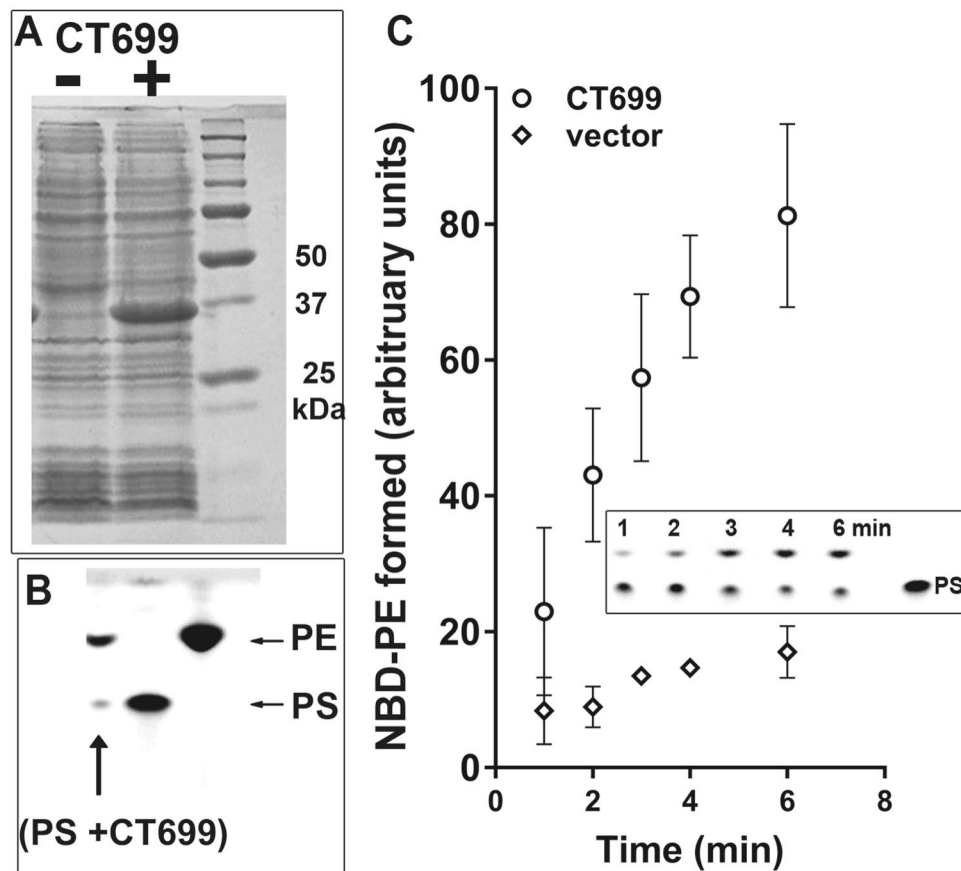 A CT699
- +
50
37
25
kDa
B
PE
PS
(PS +CT699)
C
CT699
vector
NBD-PE formed (arbitruary units)
100
80
60
40
20
0
1 2 3 4 6 min
PS
0 2 4 6 8
Time (min)